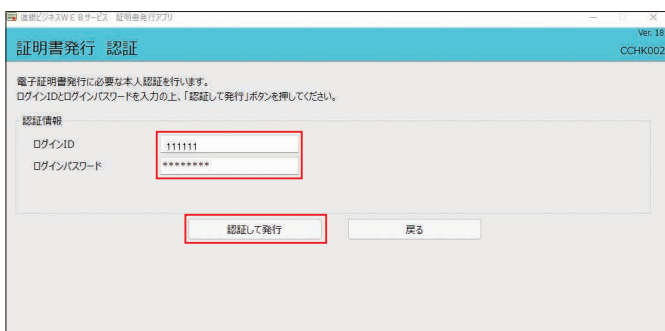 道銀ビジネスWEBサービス 証明書発行アプリ
Ver. 18
証明書発行 認証
CCHK002
電子証明書発行に必要な本人認証を行います。
ログインIDとログインパスワードを入力の上、「認証して発行」ボタンを押してください。
認証情報
ログインID 111111
ログインパスワード ********
認証して発行 戻る